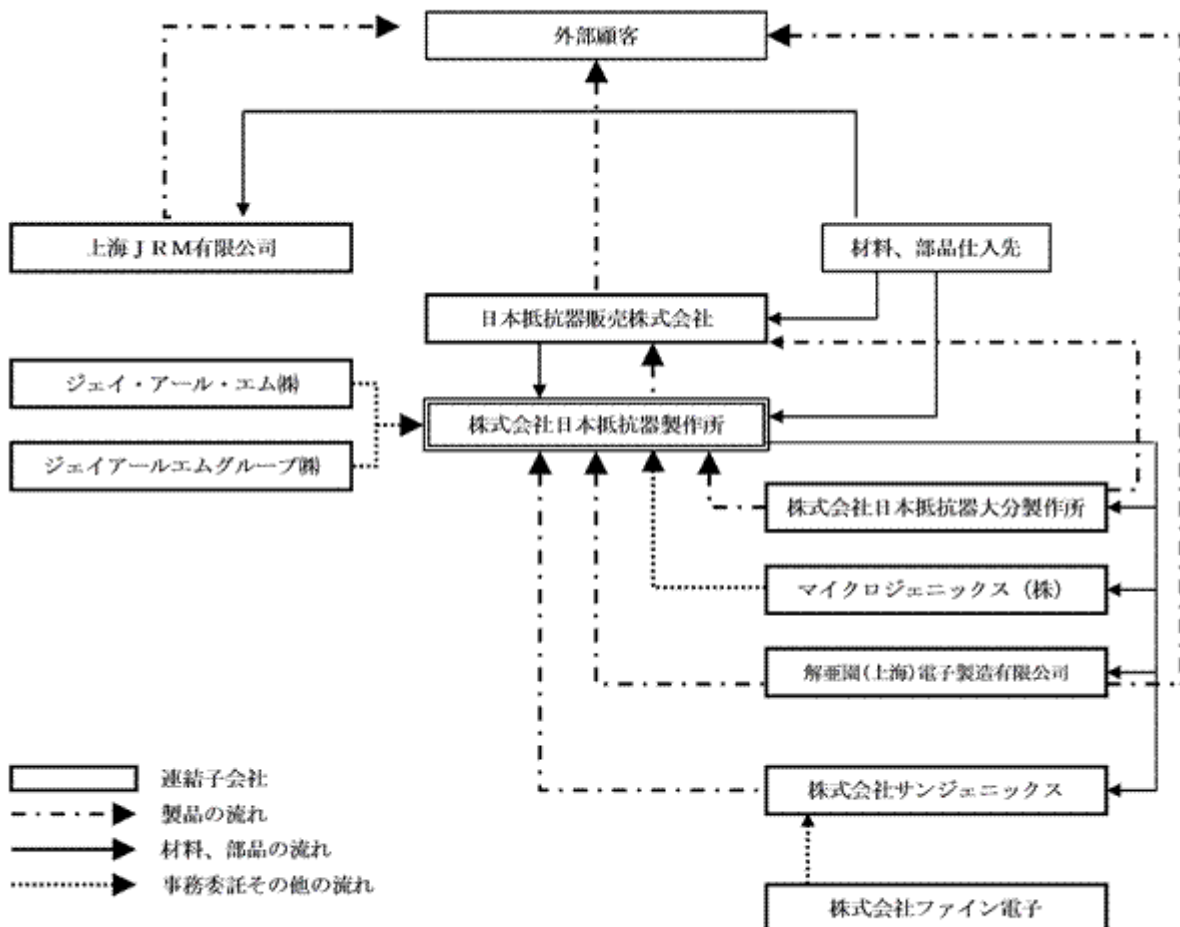 外部顧客
上海JRM有限公司
材料、部品仕入先
日本抵抗器販売株式会社
ジェイ・アール・エム㈱
株式会社日本抵抗器製作所
ジェイアールエムグループ㈱
株式会社日本抵抗器大分製作所
マイクロジェニックス（株）
解亜園(上海)電子製造有限公司
株式会社サンジェニックス
連結子会社
製品の流れ
材料、部品の流れ
事務委託その他の流れ
株式会社ファイン電子